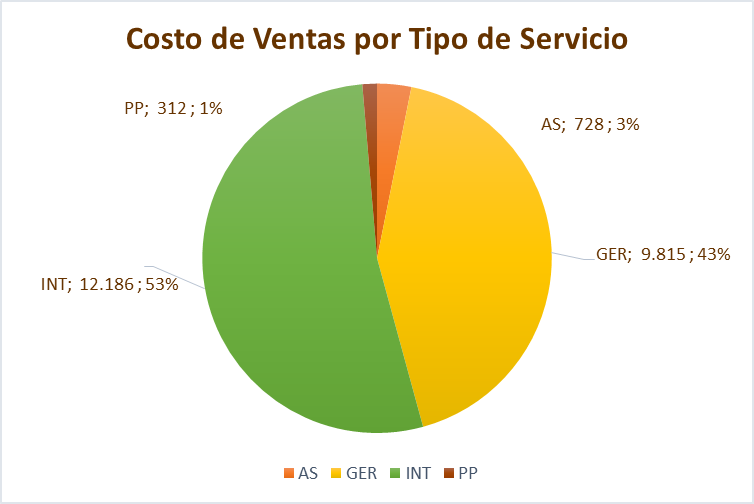 Costo de Ventas por Tipo de Servicio
PP; 312 ; 1%
AS; 728 ; 3%
GER; 9.815 ; 43%
INT; 12.186 ; 53%
AS GER INT PP